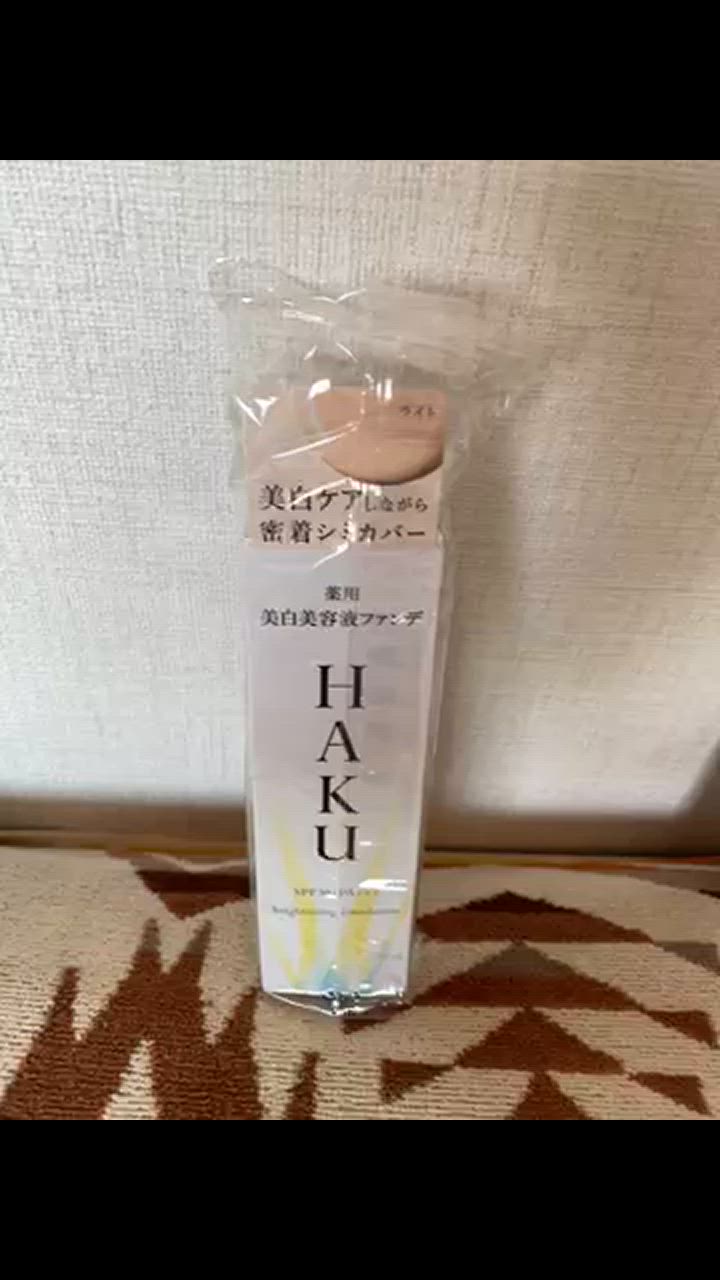 ライト
美白ケアしながら
密着シミカバー
薬用
美白美容液ファンデ
H
A
K
U